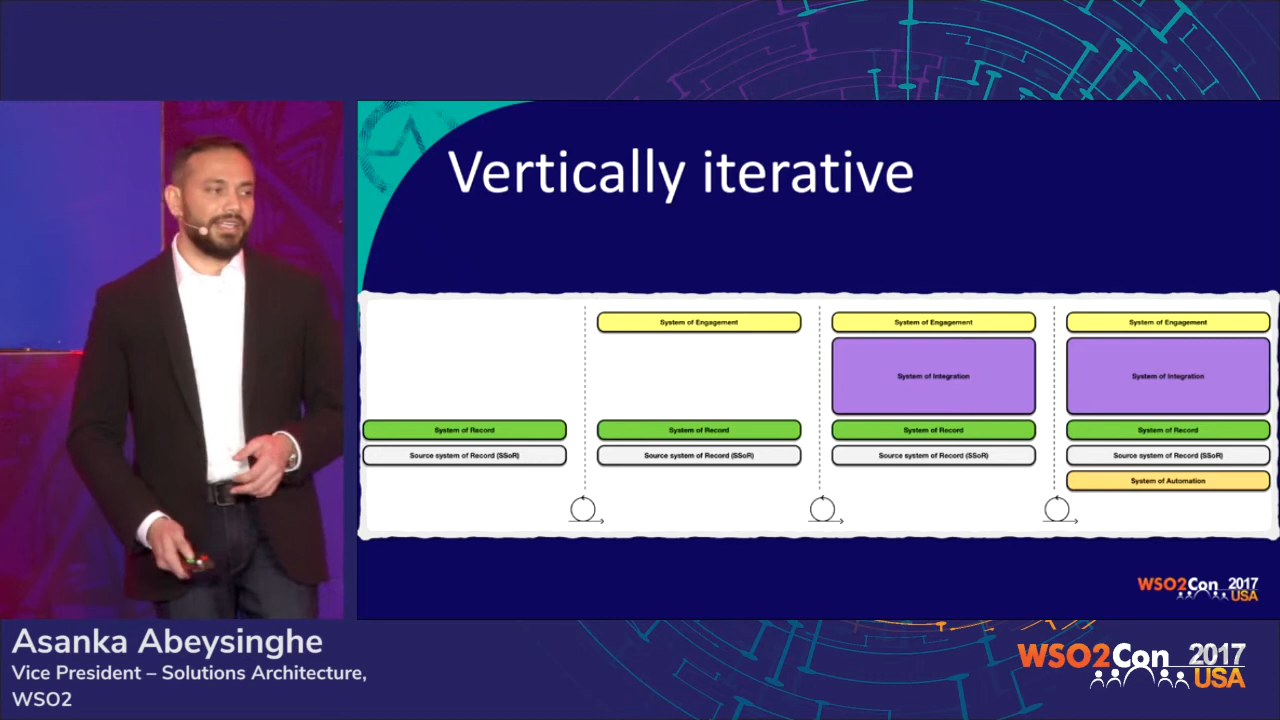 Vertically iterative
System of Engagement
System of Engagement
System of Engagement
System of Integration
System of Integration
System of Record
System of Record
System of Record
System of Record
Source system of Record (SSoR)
Source system of Record (SSoR)
Source system of Record (SSoR)
Source system of Record (SSoR)
System of Automation
WSO2Con 2017
USA
Asanka Abeysinghe
Vice President – Solutions Architecture,
WSO2
WSO2Con 2017
USA